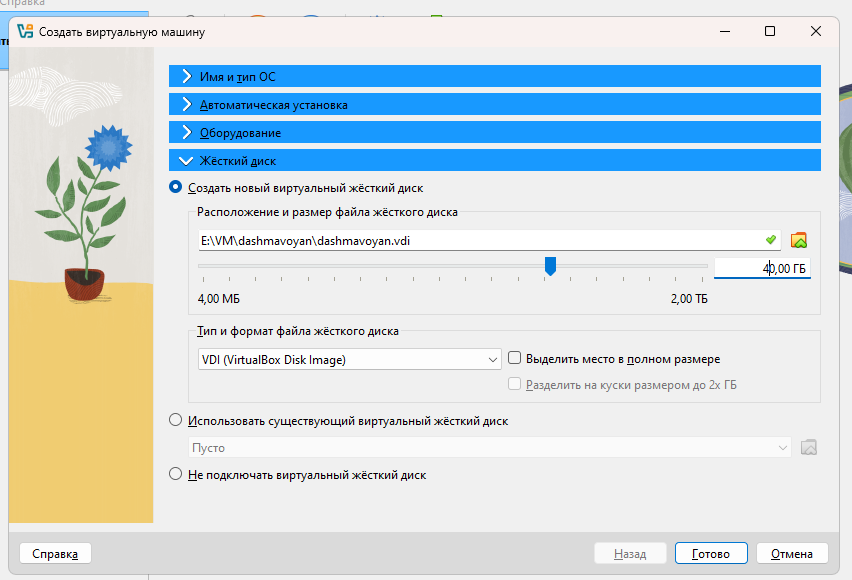 Справка
Создать виртуальную машину
Имя и тип ОС
Автоматическая установка
Оборудование
Жёсткий диск
Создать новый виртуальный жёсткий диск
Расположение и размер файла жёсткого диска
E:\VM\dashmavoyan\dashmavoyan.vdi
40,00 ГБ
4,00 МБ 2,00 ТБ
Тип и формат файла жёсткого диска
VDI (VirtualBox Disk Image) Выделить место в полном размере
Разделить на куски размером до 2х ГБ
Использовать существующий виртуальный жёсткий диск
Пусто
Не подключать виртуальный жёсткий диск
Справка Назад Готово Отмена